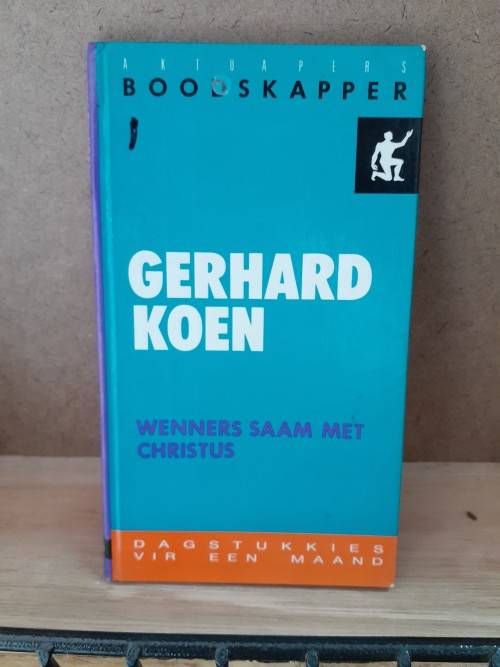 AKTUAPERS
BOODSKAPPER
GERHARD
KOEN
WENNERS SAAM MET
CHRISTUS
DAGSTUKKIES
VIR EEN MAAND